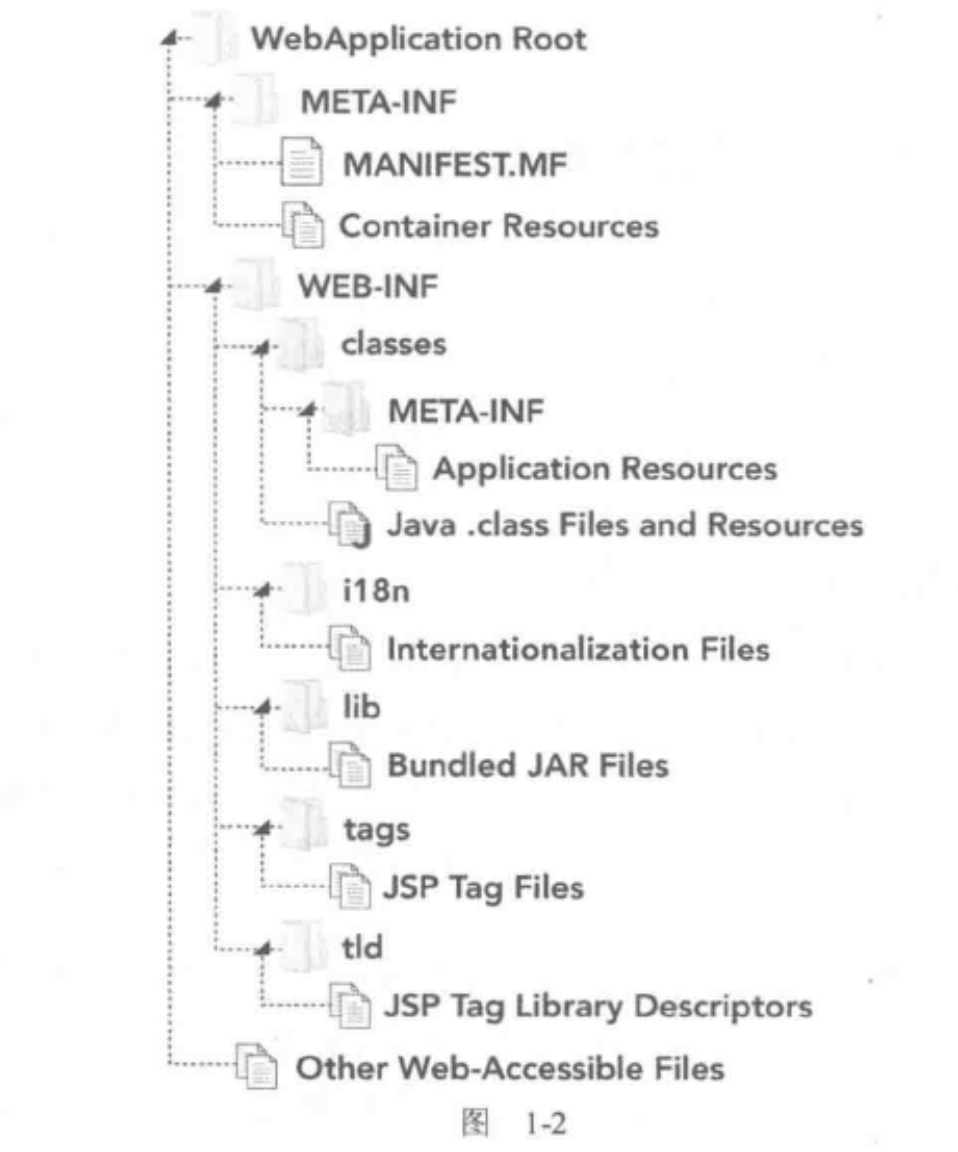 WebApplication Root
META-INF
MANIFEST.MF
Container Resources
WEB-INF
classes
META-INF
Application Resources
Java .class Files and Resources
i18n
Internationalization Files
lib
Bundled JAR Files
tags
JSP Tag Files
tld
JSP Tag Library Descriptors
Other Web-Accessible Files
图 1-2